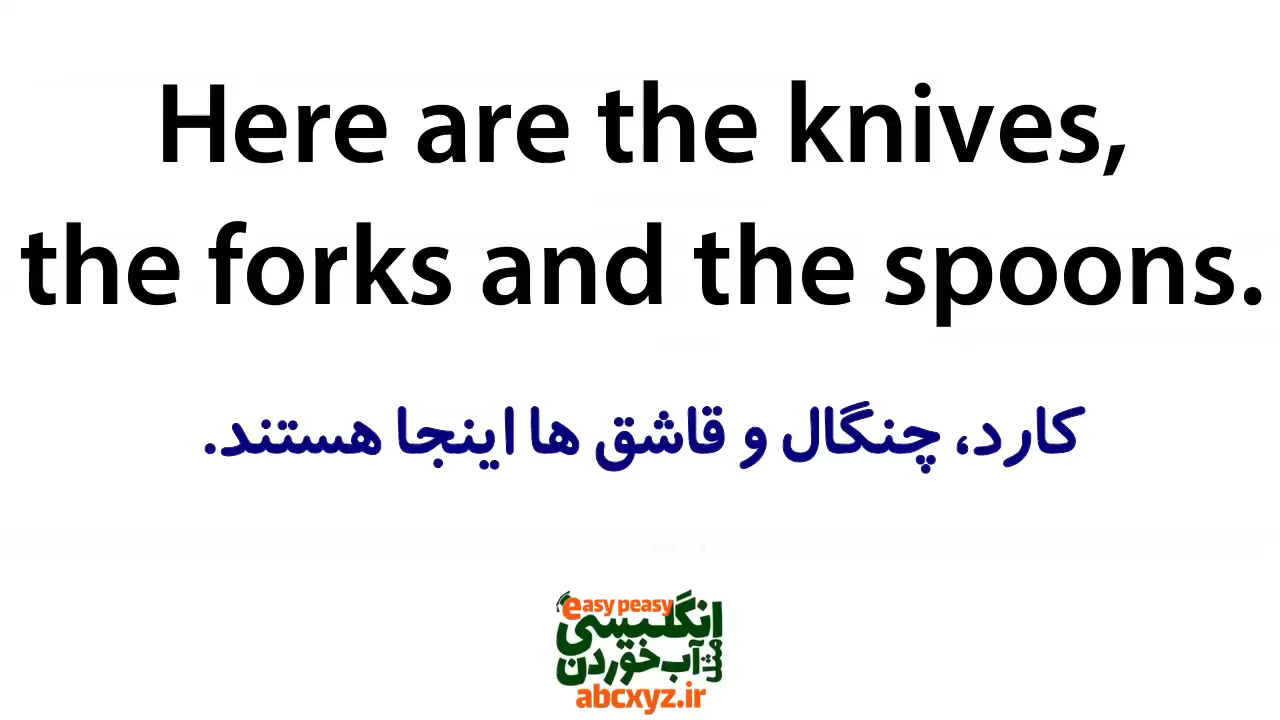 Here are the knives,
the forks and the spoons.
کارد، چنگال و قاشق ها اینجا هستند.
easy peasy
انگلیسی
مثل آب خوردن
abcxyz.ir